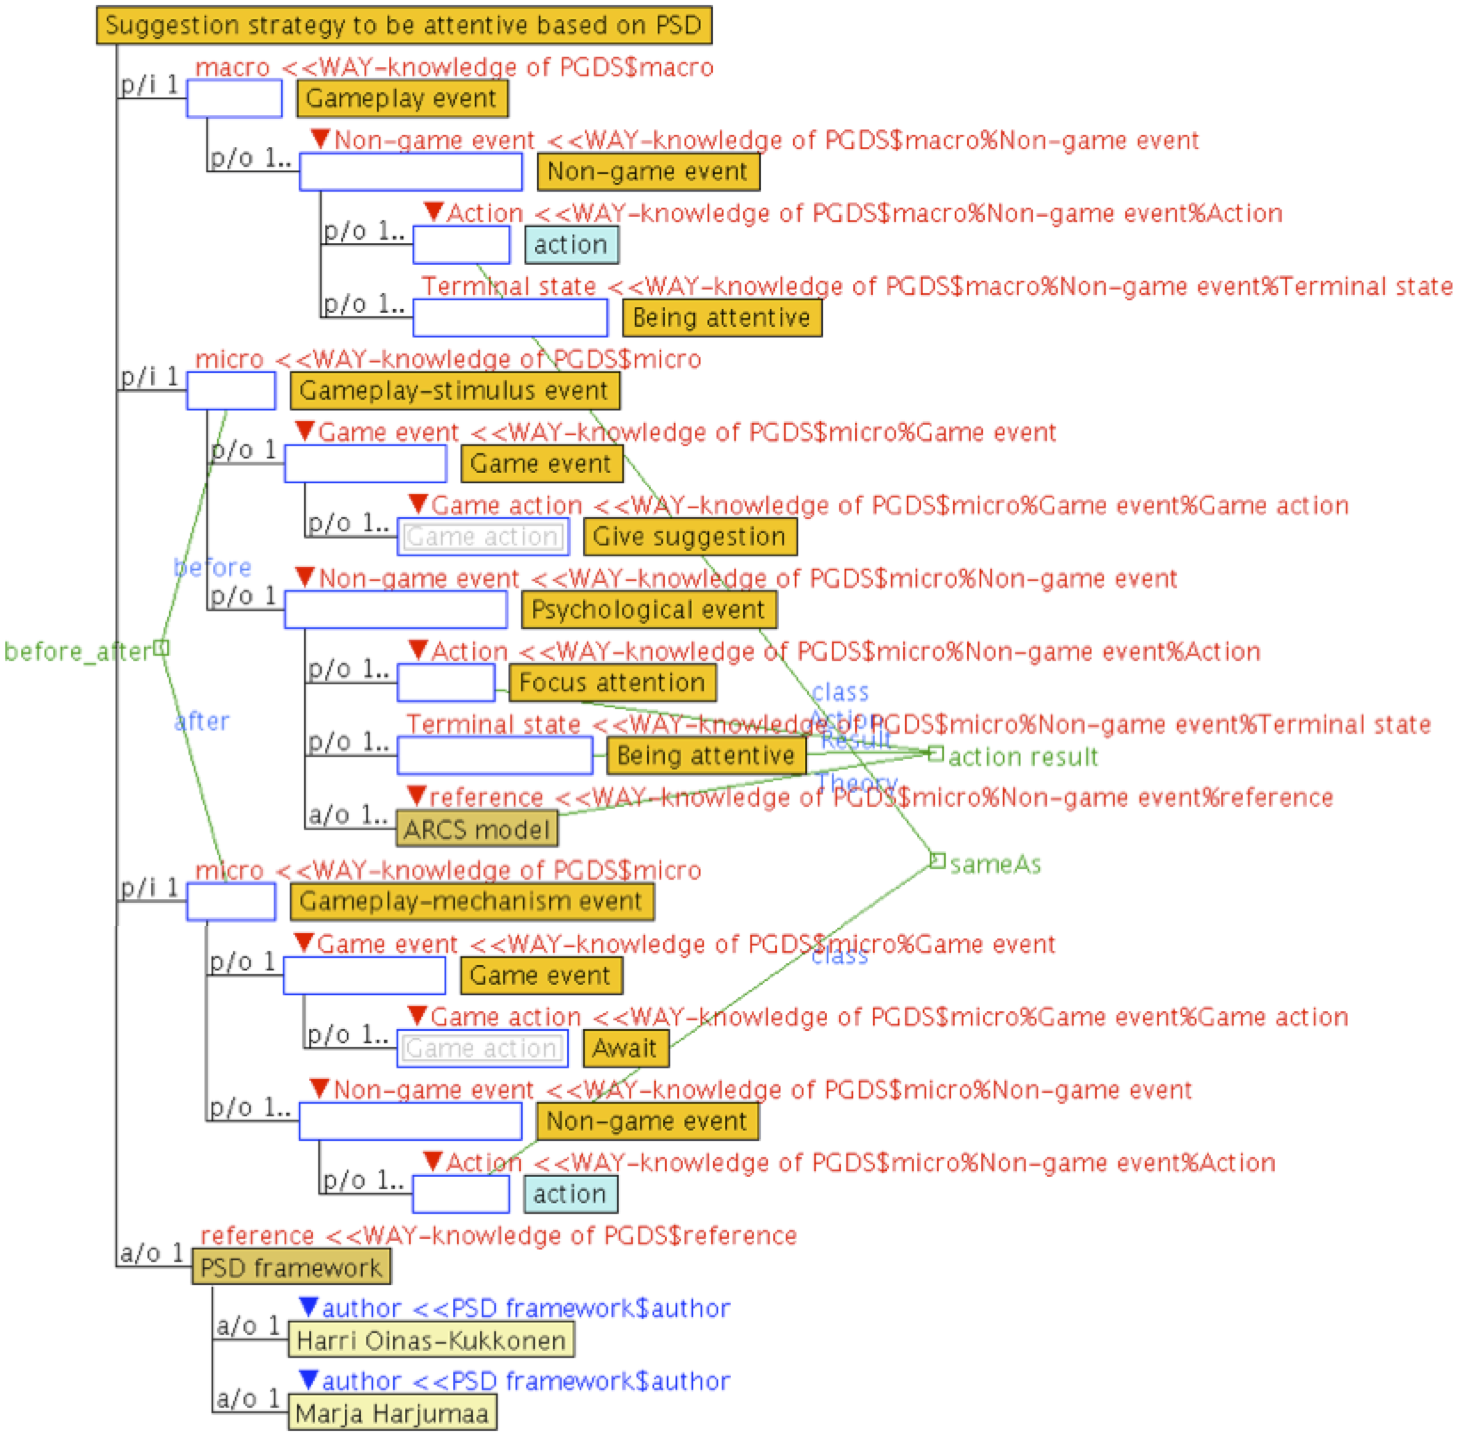 Suggestion strategy to be attentive based on PSD
macro <<WAY-knowledge of PGDS$macro
p/i 1 Gameplay event
▼Non-game event <<WAY-knowledge of PGDS$macro%Non-game event
p/o 1.. Non-game event
▼Action <<WAY-knowledge of PGDS$macro%Non-game event%Action
p/o 1.. action
Terminal state <<WAY-knowledge of PGDS$macro%Non-game event%Terminal state
p/o 1.. Being attentive
micro <<WAY-knowledge of PGDS$micro
p/i 1 Gameplay-stimulus event
▼Game event <<WAY-knowledge of PGDS$micro%Game event
p/o 1 Game event
▼Game action <<WAY-knowledge of PGDS$micro%Game event%Game action
p/o 1.. Game action Give suggestion
before
▼Non-game event <<WAY-knowledge of PGDS$micro%Non-game event
p/o 1 Psychological event
before_after
▼Action <<WAY-knowledge of PGDS$micro%Non-game event%Action
p/o 1.. Focus attention
class
Action
after
Terminal state <<WAY-knowledge of PGDS$micro%Non-game event%Terminal state
Result
p/o 1.. Being attentive action result
Theory
▼reference <<WAY-knowledge of PGDS$micro%Non-game event%reference
a/o 1.. ARCS model
sameAs
micro <<WAY-knowledge of PGDS$micro
p/i 1 Gameplay-mechanism event
▼Game event <<WAY-knowledge of PGDS$micro%Game event
class
p/o 1 Game event
▼Game action <<WAY-knowledge of PGDS$micro%Game event%Game action
p/o 1.. Game action Await
▼Non-game event <<WAY-knowledge of PGDS$micro%Non-game event
p/o 1.. Non-game event
▼Action <<WAY-knowledge of PGDS$micro%Non-game event%Action
p/o 1.. action
reference <<WAY-knowledge of PGDS$reference
a/o 1 PSD framework
▼author <<PSD framework$author
a/o 1 Harri Oinas-Kukkonen
▼author <<PSD framework$author
a/o 1 Marja Harjumaa